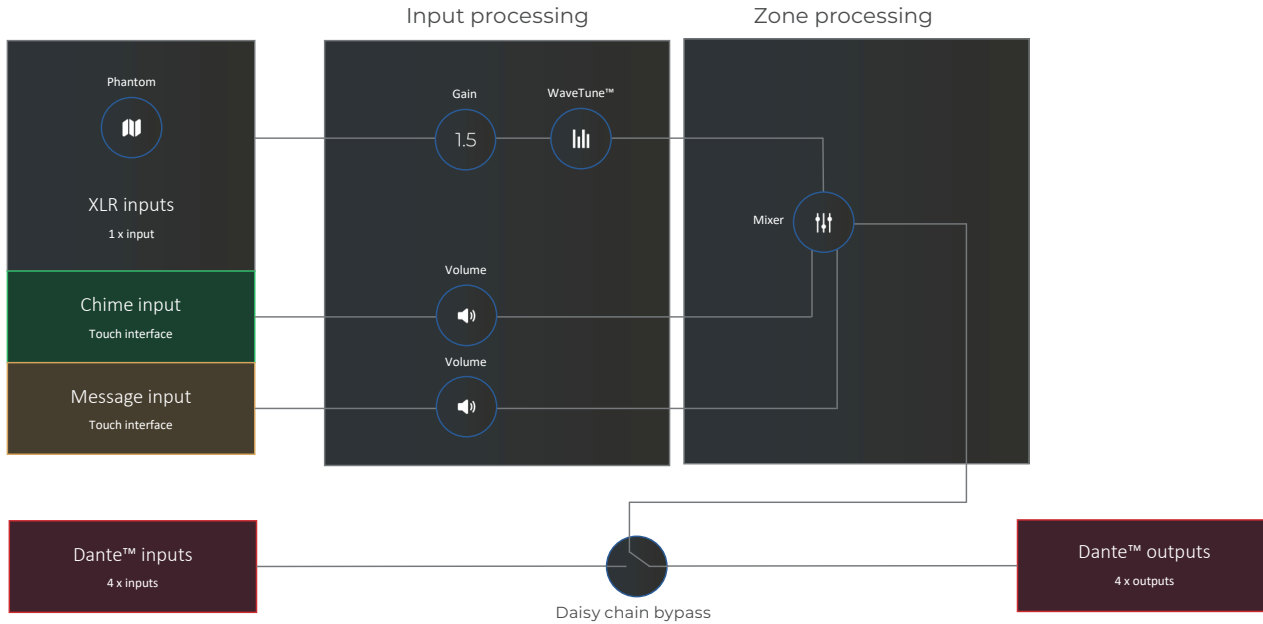 Input processing
Zone processing
Phantom
Gain
WaveTune™
1.5
XLR inputs
1 x input
Mixer
Chime input
Touch interface
Volume
Message input
Touch interface
Volume
Dante™ inputs
4 x inputs
Dante™ outputs
4 x outputs
Daisy chain bypass